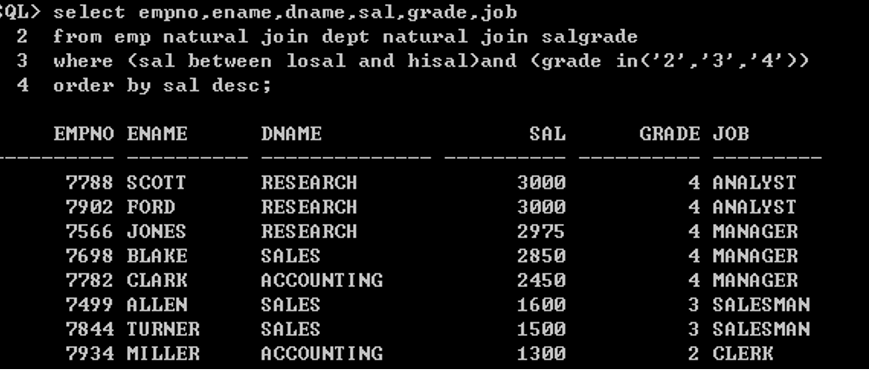 SQL> select empno,ename,dname,sal,grade,job
2 from emp natural join dept natural join salgrade
3 where (sal between losal and hisal)and (grade in('2','3','4'))
4 order by sal desc;
EMPNO ENAME DNAME SAL GRADE JOB
---------- ---------- -------------- ---------- ---------- ---------
7788 SCOTT RESEARCH 3000 4 ANALYST
7902 FORD RESEARCH 3000 4 ANALYST
7566 JONES RESEARCH 2975 4 MANAGER
7698 BLAKE SALES 2850 4 MANAGER
7782 CLARK ACCOUNTING 2450 4 MANAGER
7499 ALLEN SALES 1600 3 SALESMAN
7844 TURNER SALES 1500 3 SALESMAN
7934 MILLER ACCOUNTING 1300 2 CLERK